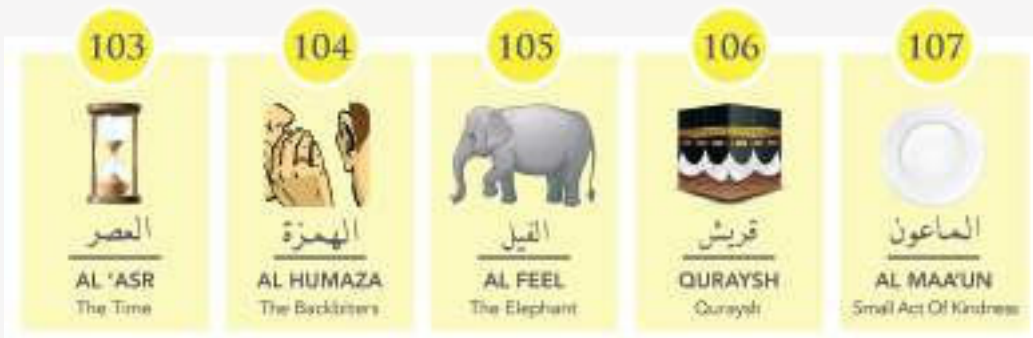 103
العصر
AL 'ASR
The Time
104
الهمزة
AL HUMAZA
The Backbiters
105
الفيل
AL FEEL
The Elephant
106
قريش
QURAYSH
Quraysh
107
الماعون
AL MAA'UN
Small Act Of Kindness